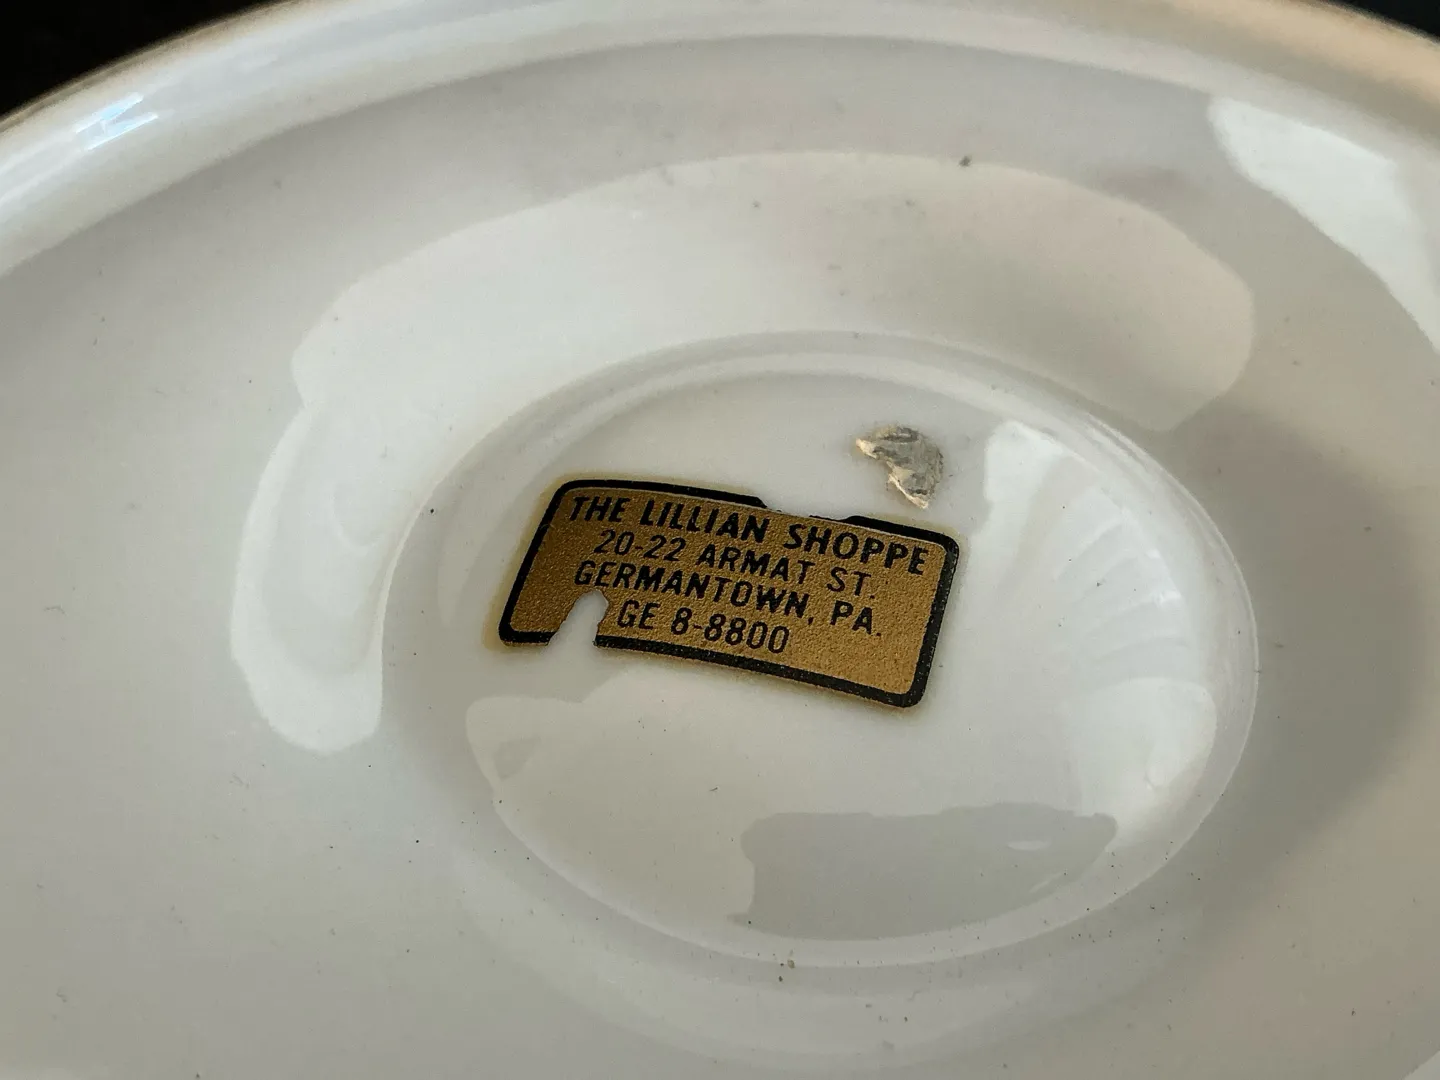 THE LILLIAN SHOPPE
20-22 ARMAT ST.
GERMANTOWN, PA.
GE 8-8800